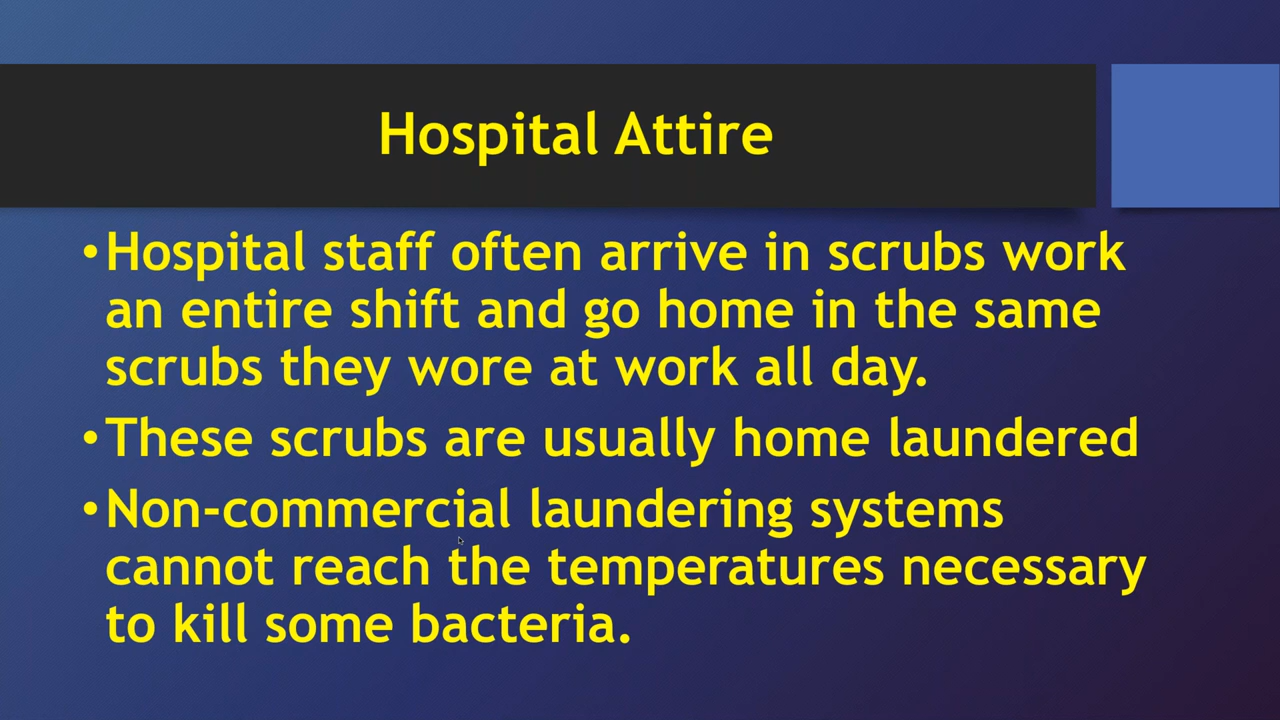 Hospital Attire
•Hospital staff often arrive in scrubs work
an entire shift and go home in the same
scrubs they wore at work all day.
•These scrubs are usually home laundered
•Non-commercial laundering systems
cannot reach the temperatures necessary
to kill some bacteria.